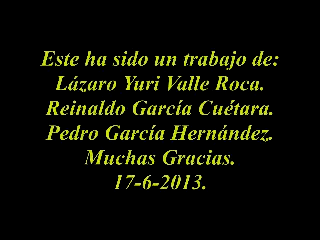 Este ha sido un trabajo de:
Lázaro Yuri Valle Roca.
Reinaldo García Cuétara.
Pedro García Hernández.
Muchas Gracias.
17-6-2013.